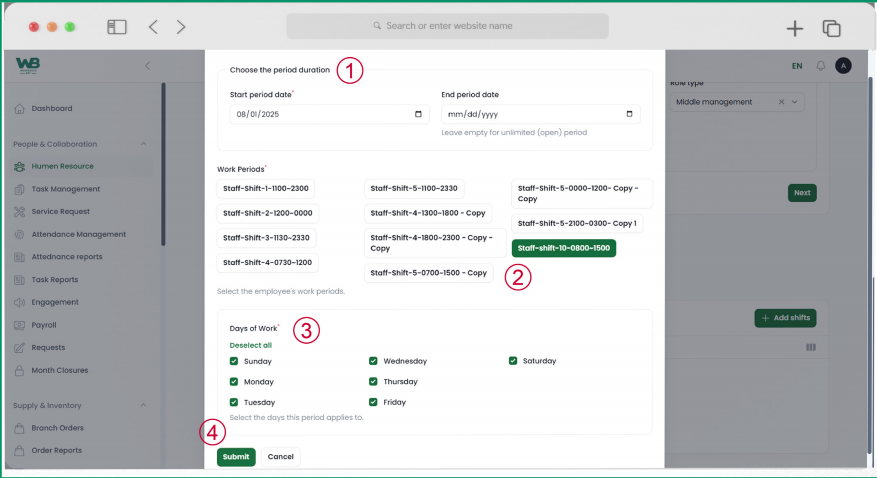 Search or enter website name
WB
EN
A
Choose the period duration
1
Role type
Start period date*
End period date
08/01/2025
mm/dd/yyyy
Middle management
Leave empty for unlimited (open) period
Dashboard
People & Collaboration
Humen Resource
Task Management
Service Request
Attendance Management
Attednance reports
Task Reports
Engagement
Payroll
Requests
Month Closures
Supply & Inventory
Branch Orders
Order Reports
Work Periods*
Staff-Shift-1-1100-2300
Staff-Shift-2-1200-0000
Staff-Shift-3-1130-2330
Staff-Shift-4-0730-1200
Staff-Shift-5-1100-2330
Staff-Shift-4-1300-1800 - Copy
Staff-Shift-4-1800-2300 - Copy -
Copy
Staff-Shift-5-0700-1500 - Copy
Staff-Shift-5-0000-1200- Copy -
Copy
Staff-Shift-5-2100-0300- Copy 1
Staff-shift-10-0800-1500
2
Select the employee's work periods.
Next
Add shifts
Days of Work*
3
Deselect all
Sunday
Monday
Tuesday
Wednesday
Thursday
Friday
Saturday
Select the days this period applies to.
4
Submit
Cancel